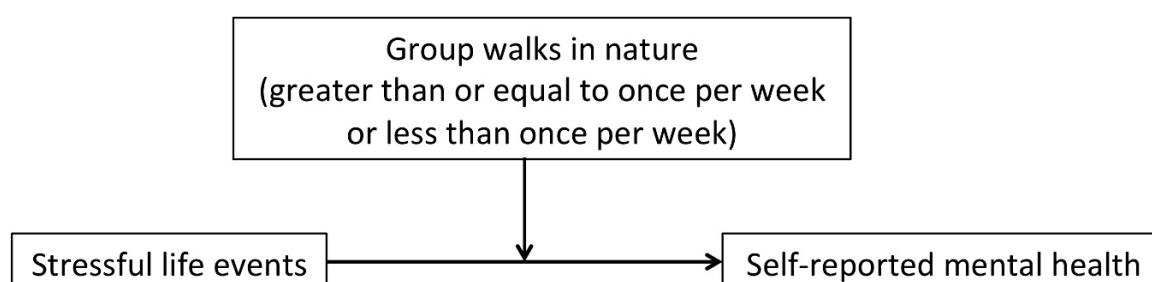 Group walks in nature
(greater than or equal to once per week
or less than once per week)
Stressful life events
Self-reported mental health